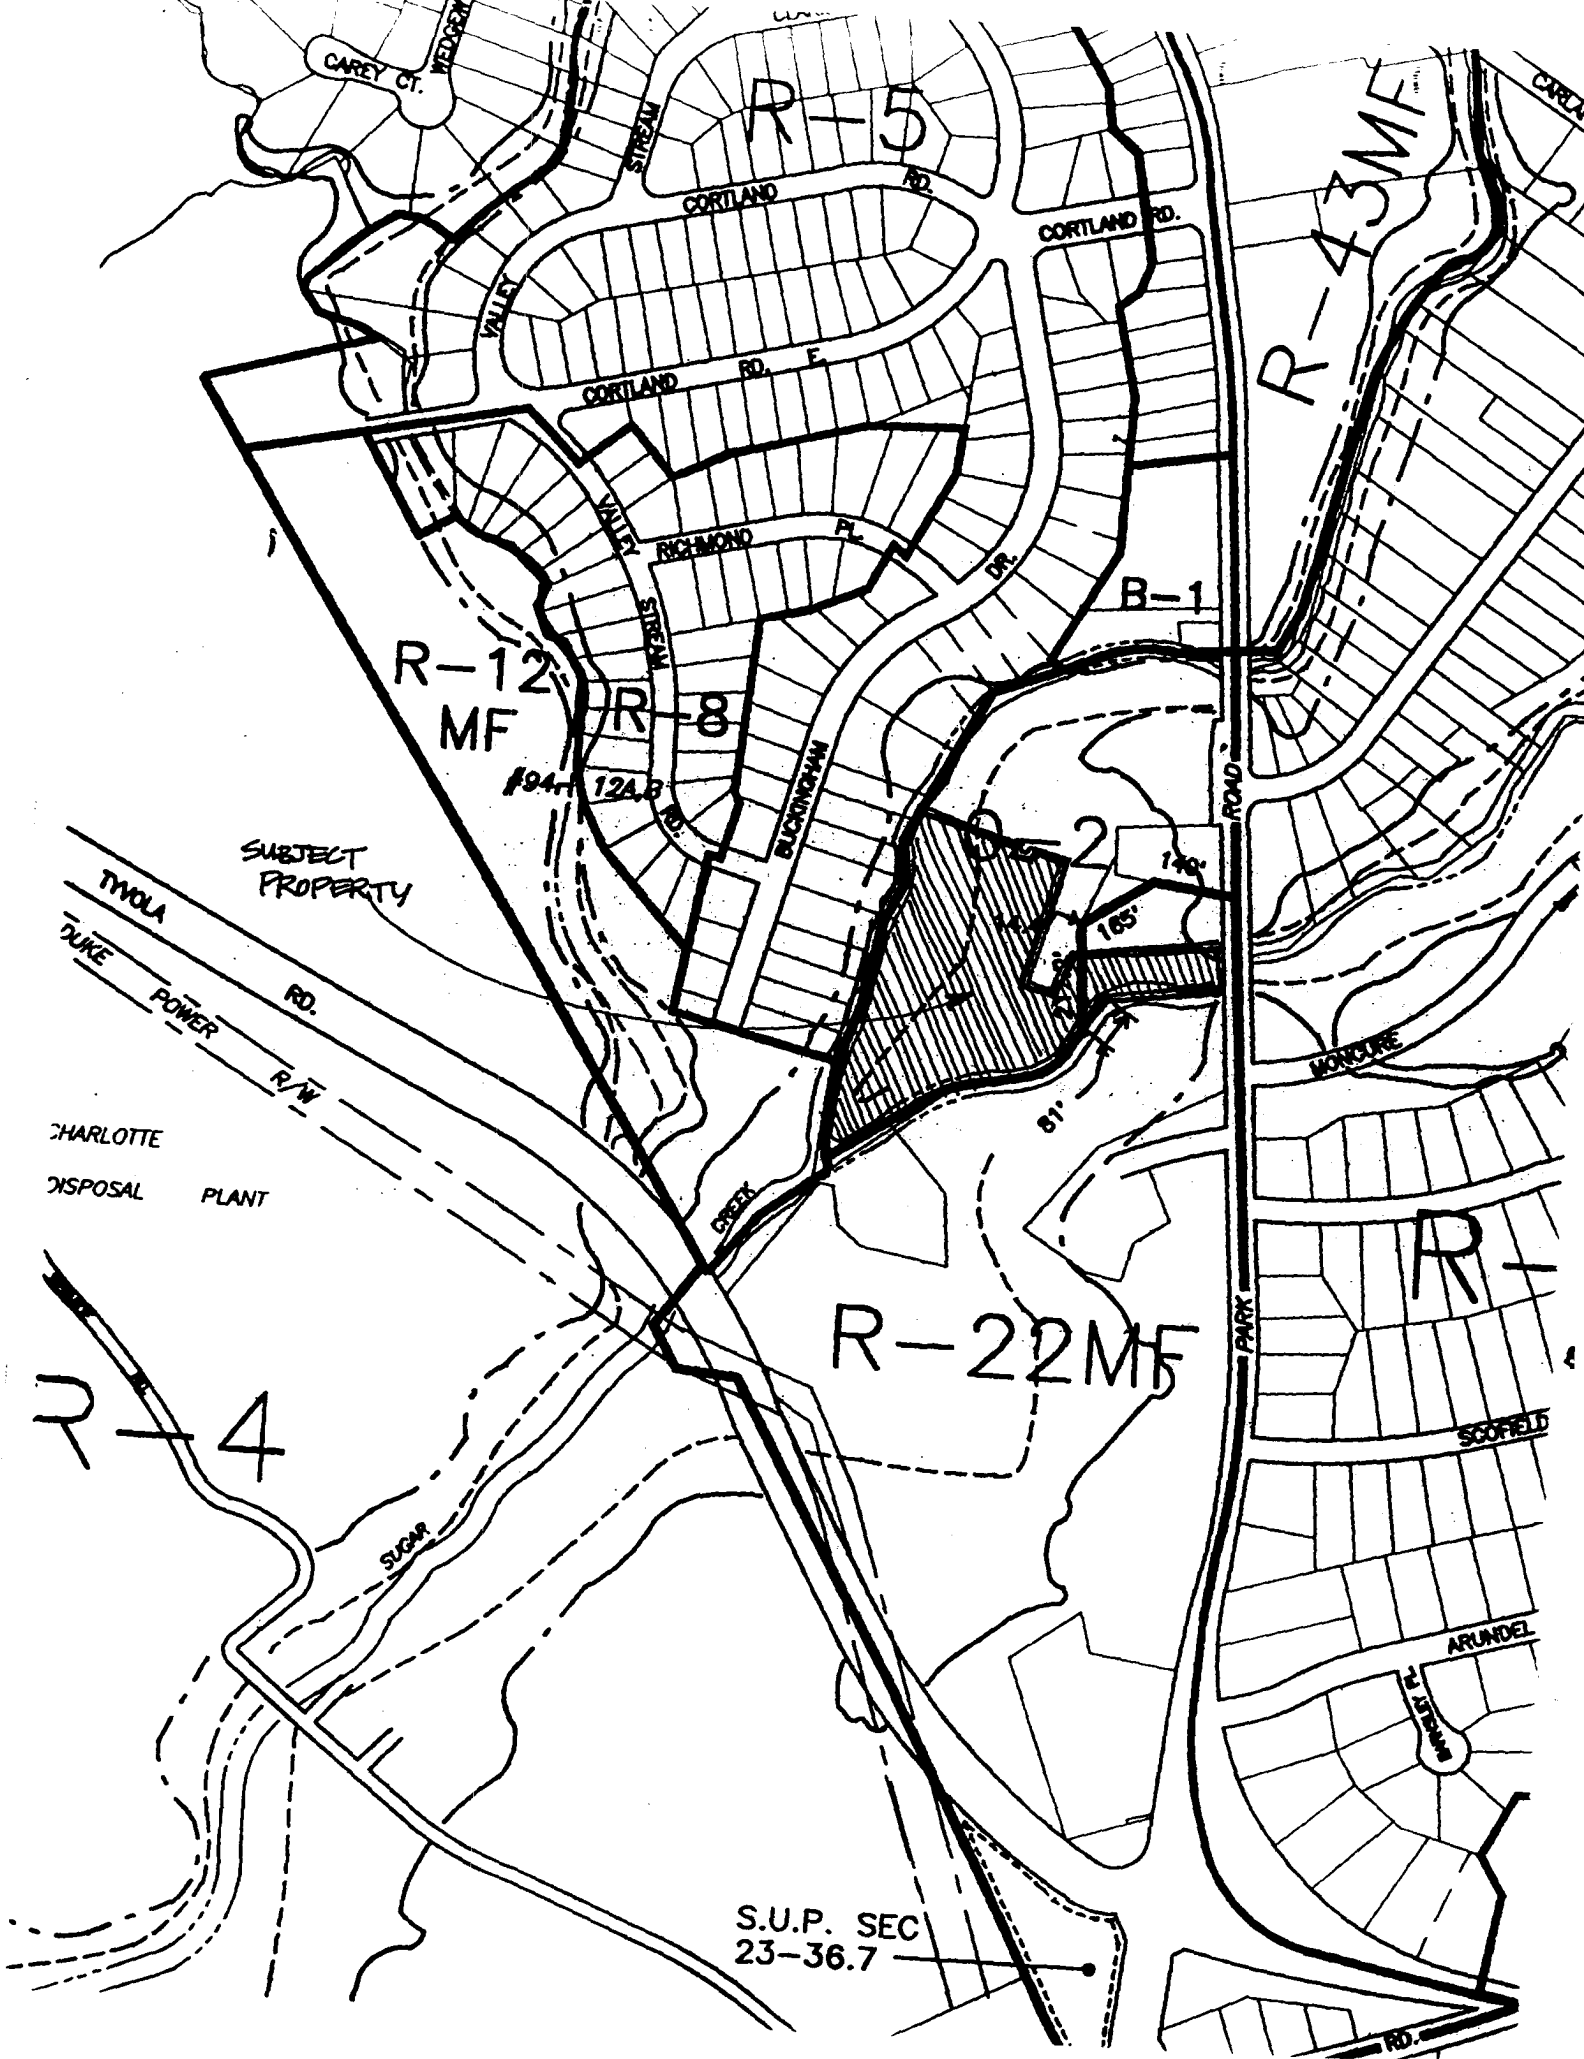 CAREY CT.
STREAM
R-5
CORTLAND RD.
CORTLAND RD.
R-43MF
VALLEY
CORTLAND RD. E.
VALLEY
RICHMOND PL.
DR.
B-1
STREAM
R-12
MF
R-8
#94- 12A,B
RD.
BUCKINGHAM
ROAD
O-2
140'
165'
SUBJECT
PROPERTY
TYVOLA
RD.
DUKE
POWER
R/W
MONCURE
81'
CHARLOTTE
DISPOSAL PLANT
CREEK
R-
R-22MF
PARK
R-4
SCOFIELD
SUGAR
ARUNDEL
S.U.P. SEC
23-36.7
RD.